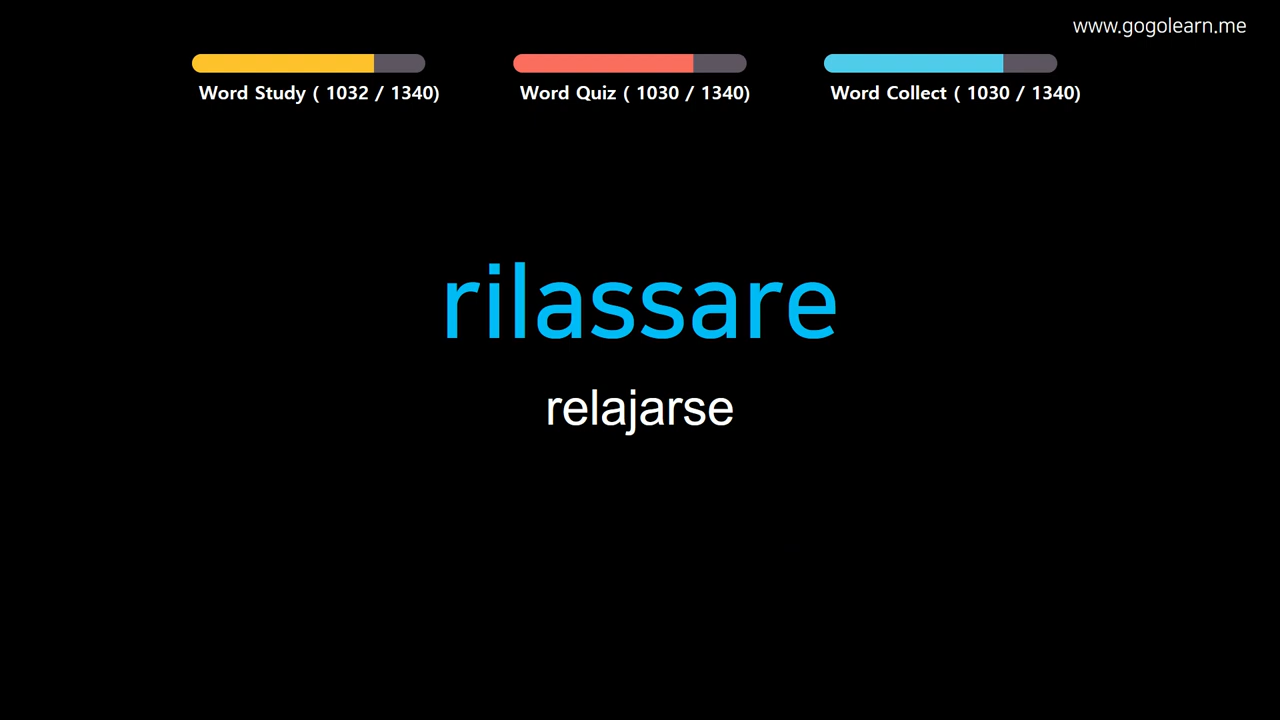 www.gogolearn.me
Word Study ( 1032 / 1340)
Word Quiz ( 1030 / 1340)
Word Collect ( 1030 / 1340)
rilassare
relajarse